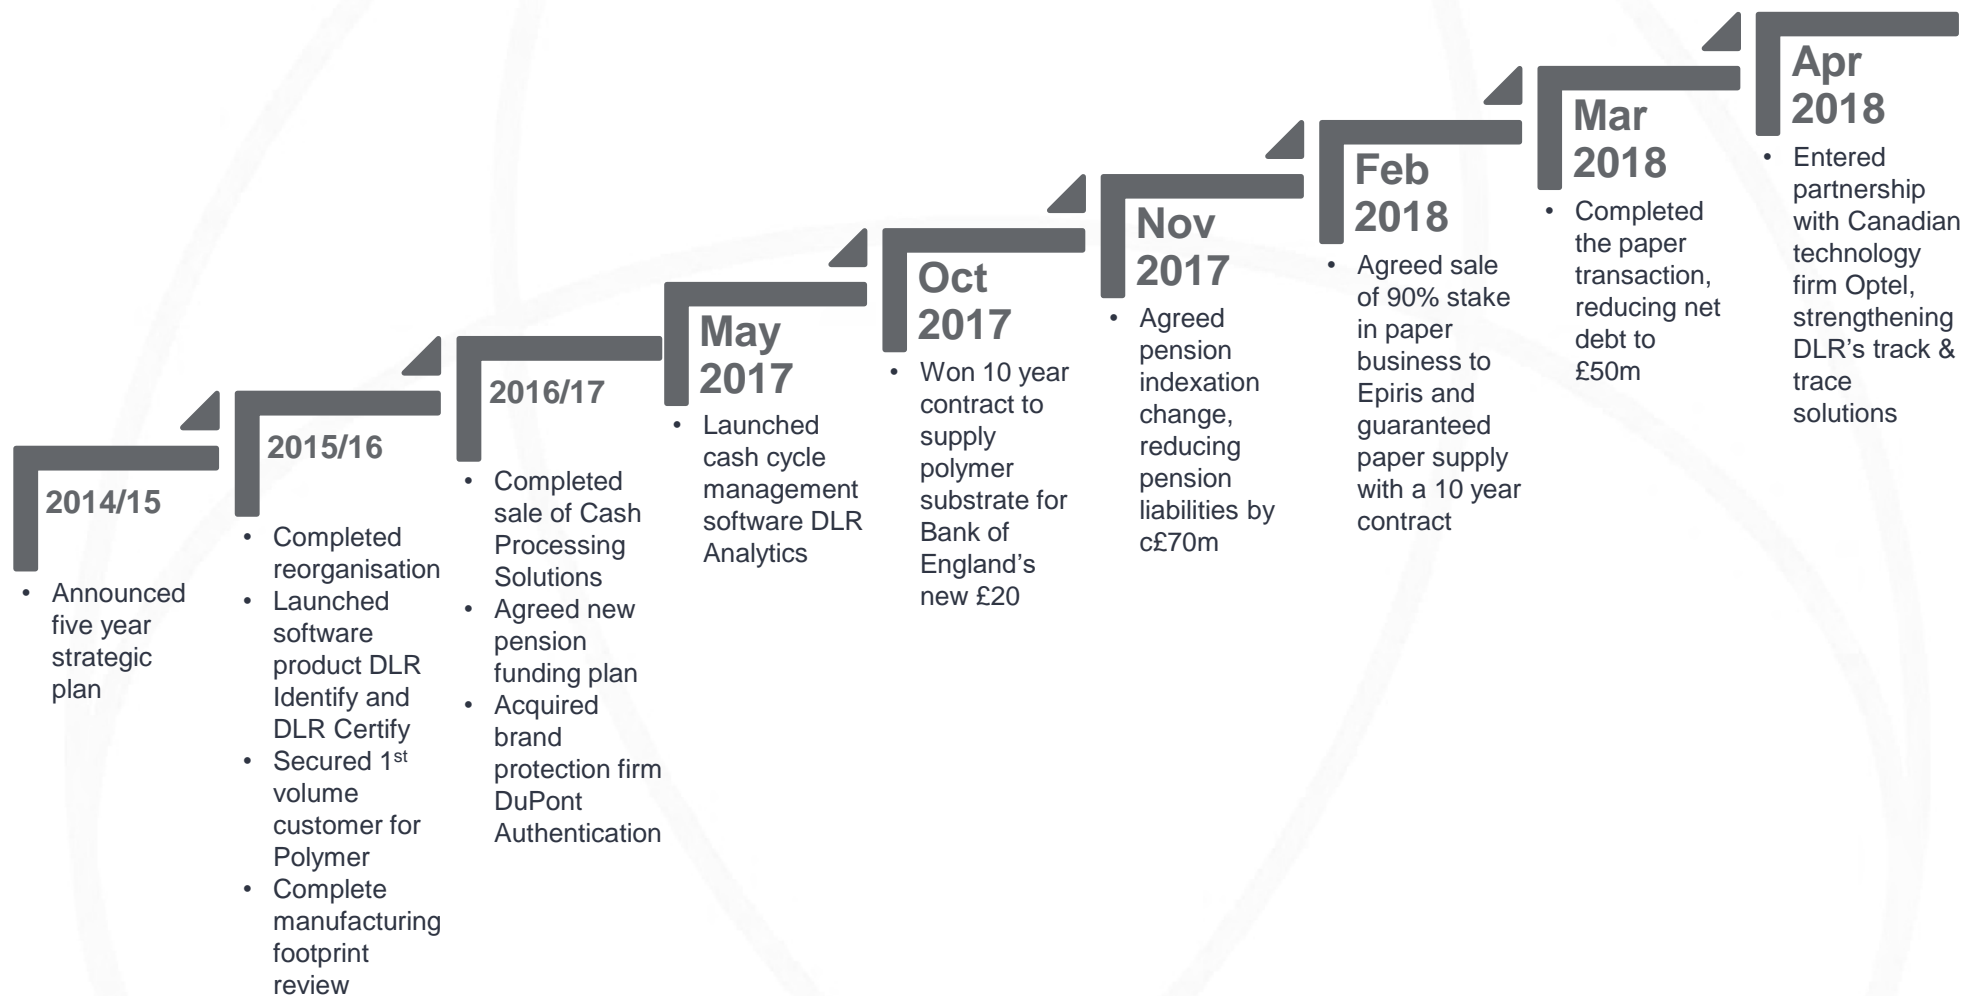 2014/15
• Announced
five year
strategic
plan
2015/16
• Completed
reorganisation
• Launched
software
product DLR
Identify and
DLR Certify
• Secured 1st
volume
customer for
Polymer
• Complete
manufacturing
footprint
review
2016/17
• Completed
sale of Cash
Processing
Solutions
• Agreed new
pension
funding plan
• Acquired
brand
protection firm
DuPont
Authentication
May
2017
• Launched
cash cycle
management
software DLR
Analytics
Oct
2017
• Won 10 year
contract to
supply
polymer
substrate for
Bank of
England’s
new £20
Nov
2017
• Agreed
pension
indexation
change,
reducing
pension
liabilities by
c£70m
Feb
2018
• Agreed sale
of 90% stake
in paper
business to
Epiris and
guaranteed
paper supply
with a 10 year
contract
Mar
2018
• Completed
the paper
transaction,
reducing net
debt to
£50m
Apr
2018
• Entered
partnership
with Canadian
technology
firm Optel,
strengthening
DLR’s track &
trace
solutions